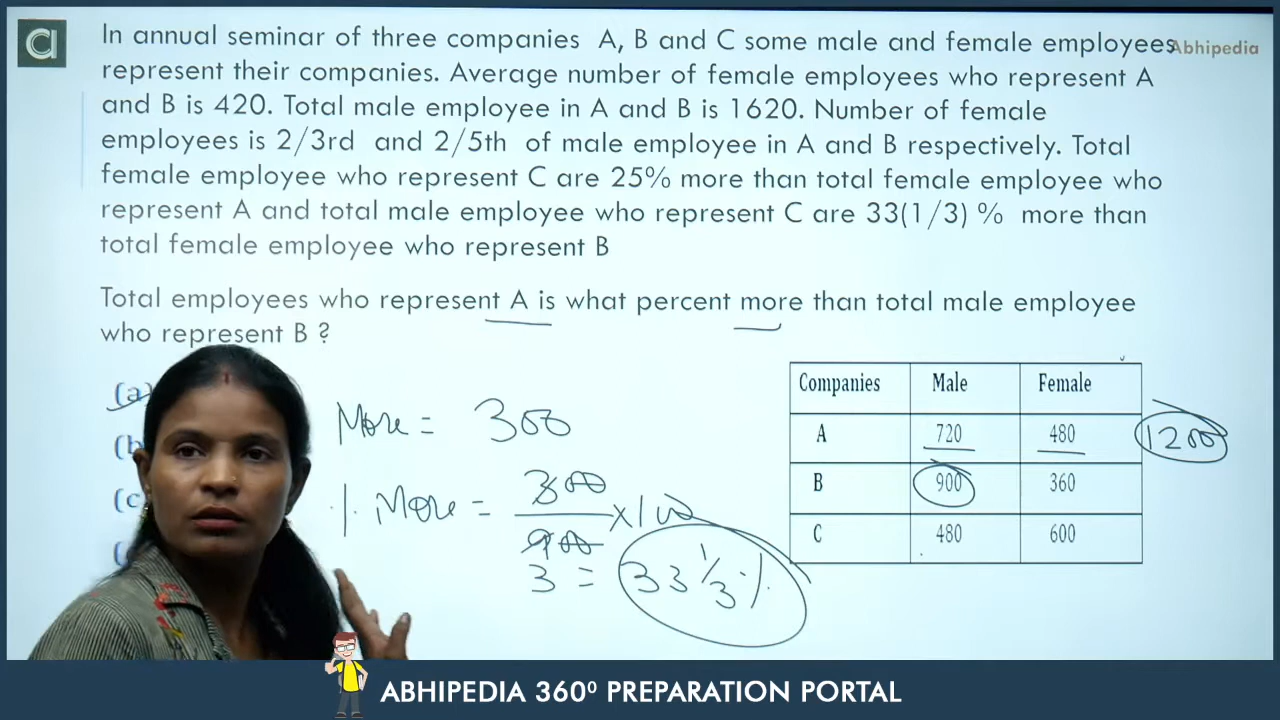 a
Abhipedia
In annual seminar of three companies A, B and C some male and female employees
represent their companies. Average number of female employees who represent A
and B is 420. Total male employee in A and B is 1620. Number of female
employees is 2/3rd and 2/5th of male employee in A and B respectively. Total
female employee who represent C are 25% more than total female employee who
represent A and total male employee who represent C are 33(1/3) % more than
total female employee who represent B
Total employees who represent A is what percent more than total male employee
who represent B ?
(a)
(b
(c
More = 300
% More = 300/900 ×100
3 = 33 1/3 %
Companies Male Female
A 720 480 1200
B 900 360
C 480 600
ABHIPEDIA 360⁰ PREPARATION PORTAL